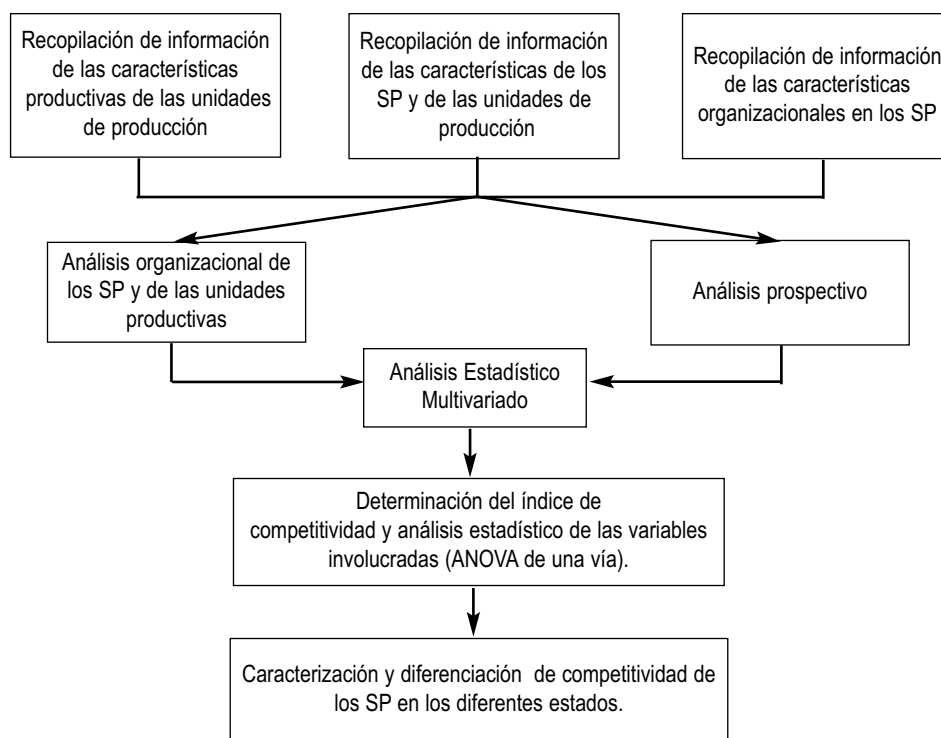 Recopilación de información
de las características
productivas de las unidades
de producción
Recopilación de información
de las características de los
SP y de las unidades de
producción
Recopilación de información
de las características
organizacionales en los SP
Análisis organizacional de
los SP y de las unidades
productivas
Análisis prospectivo
Análisis Estadístico
Multivariado
Determinación del índice de
competitividad y análisis estadístico de las variables
involucradas (ANOVA de una vía).
Caracterización y diferenciación de competitividad de
los SP en los diferentes estados.